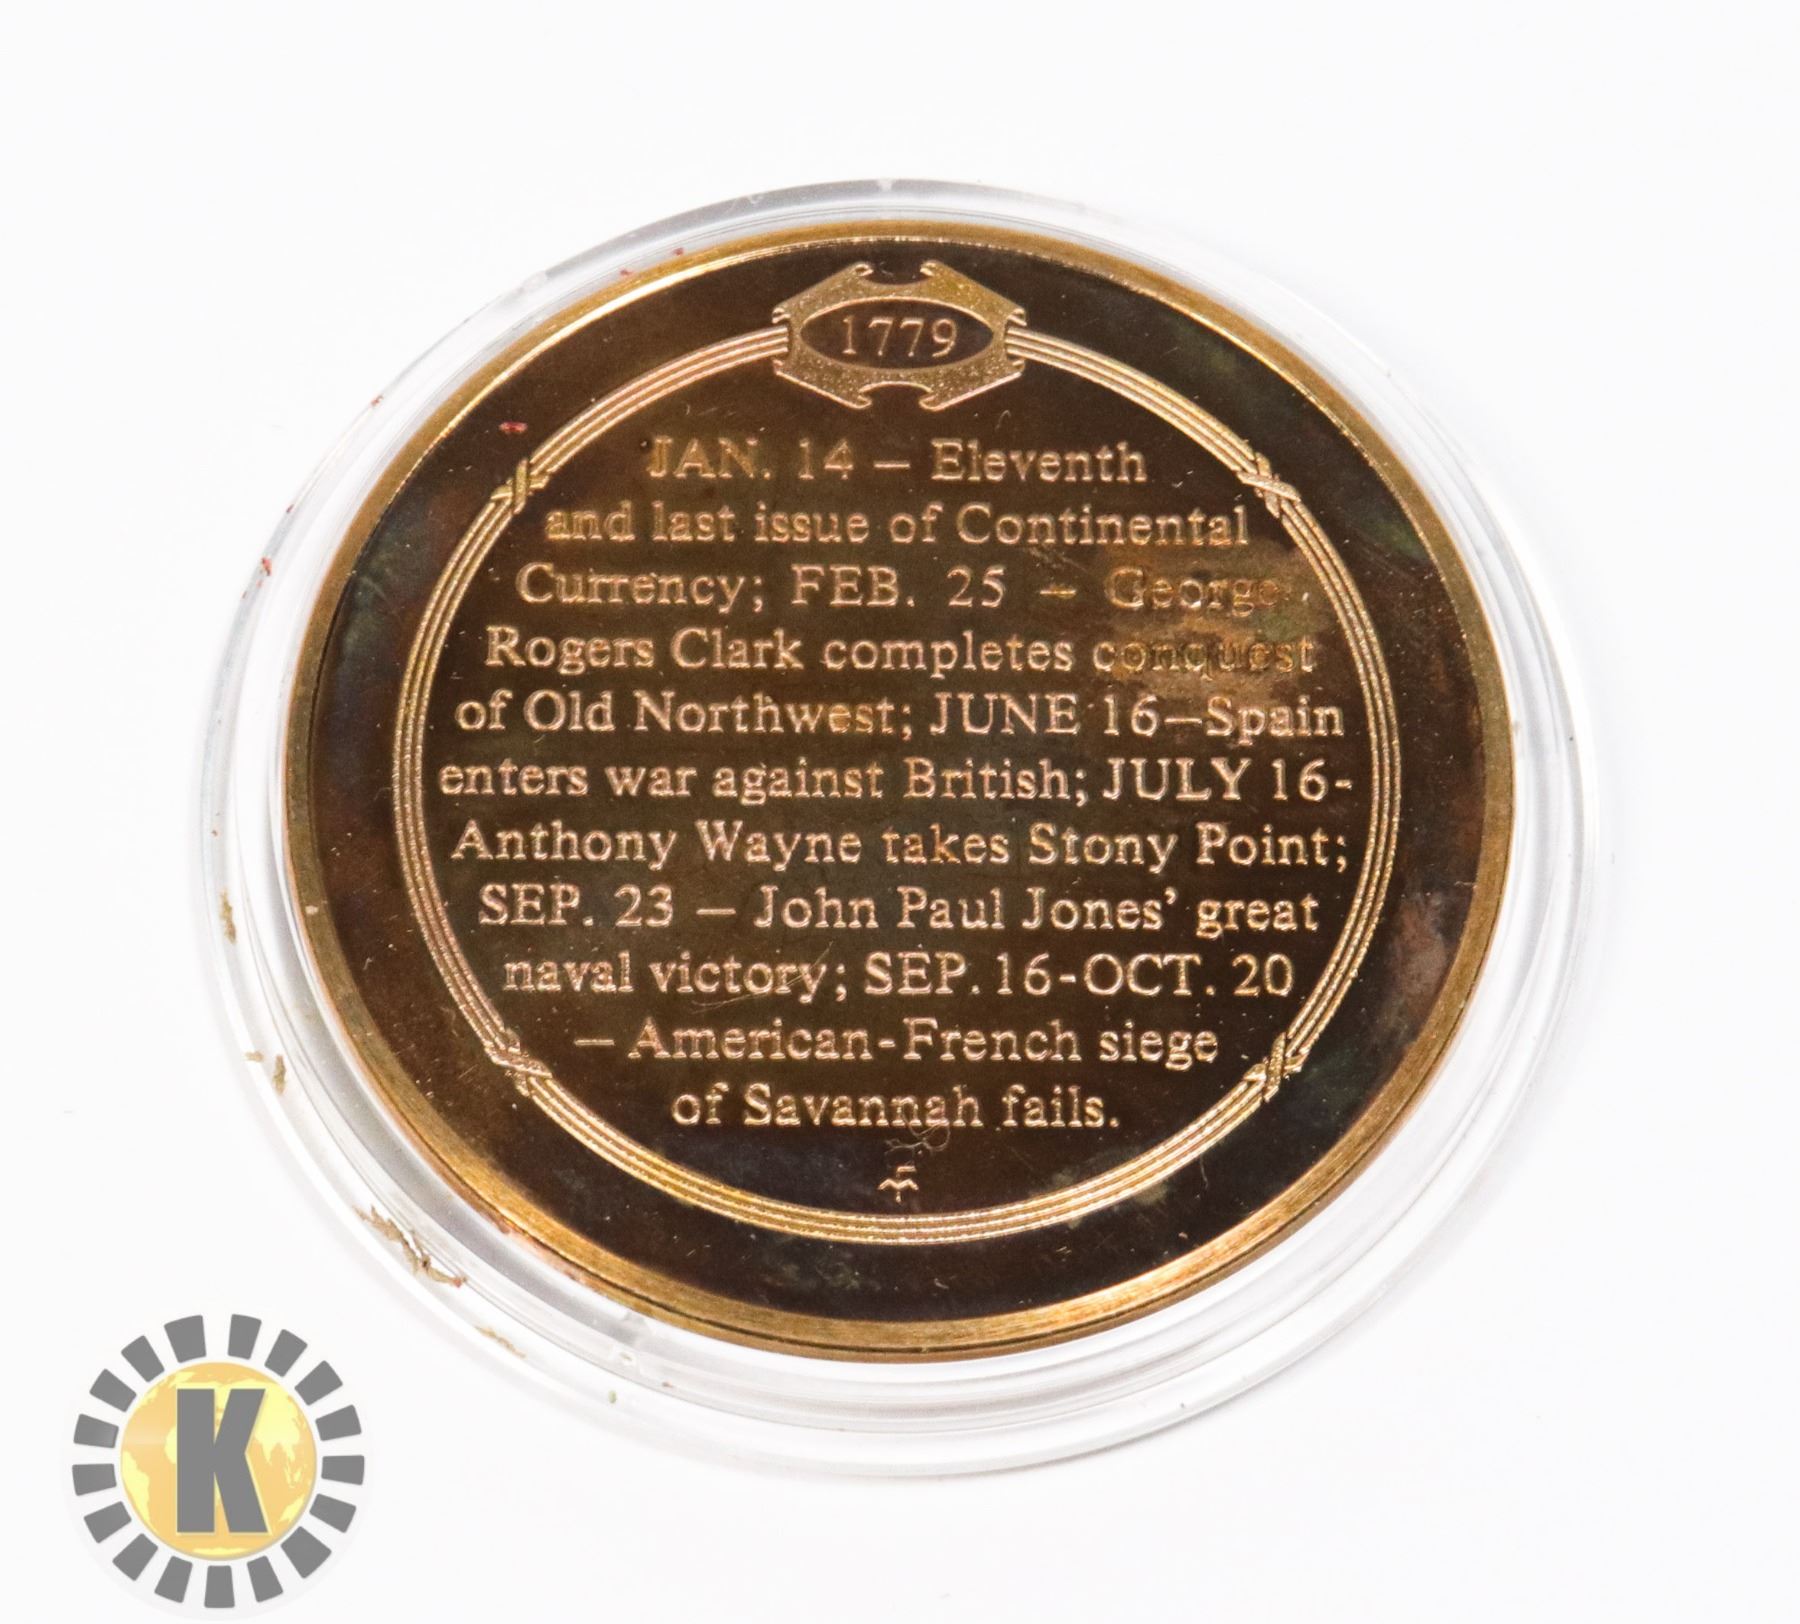 1779
JAN. 14 — Eleventh
and last issue of Continental
Currency; FEB. 25 — George
Rogers Clark completes conquest
of Old Northwest; JUNE 16—Spain
enters war against British; JULY 16-
Anthony Wayne takes Stony Point;
SEP. 23 — John Paul Jones' great
naval victory; SEP. 16-OCT. 20
— American-French siege
of Savannah fails.
K